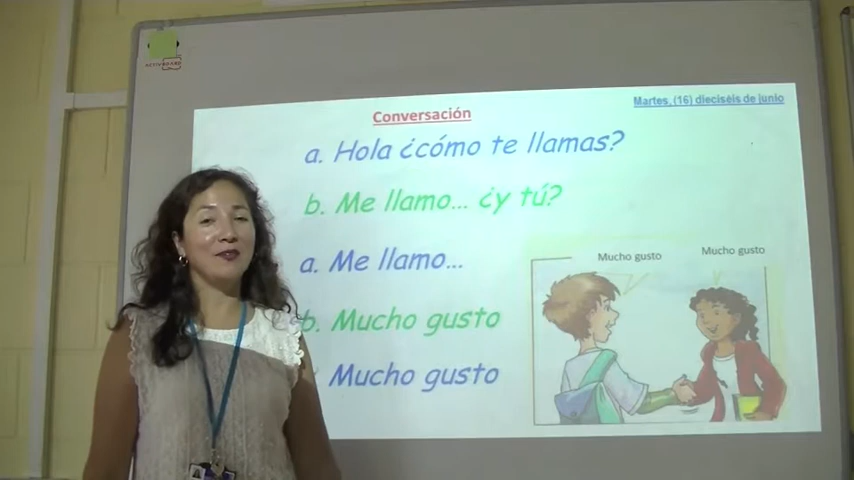 Conversación
Martes, (16) dieciséis de junio
a. Hola ¿cómo te llamas?
b. Me llamo... ¿y tú?
a. Me llamo...
b. Mucho gusto
Mucho gusto
Mucho gusto
Mucho gusto